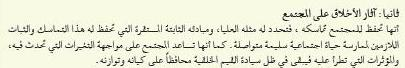 ثانيا : آثار الأخلاق على المجتمع
أنها تحفظ للمجتمع تماسكه ، فتحدد له مثله العليا، ومبادئه الثابتة المستقرة التي تحفظ له هذا التماسك والثبات
اللازمين لممارسة حياة اجتماعية سليمة متواصلة . كما أنها تساعد المجتمع على مواجهة التغيرات التي تحدث فيه،
والمؤثرات التي تطرأ عليه فيبقى في ظل سيادة القيم الخلقية محافظاً على كيانه وتوازنه .